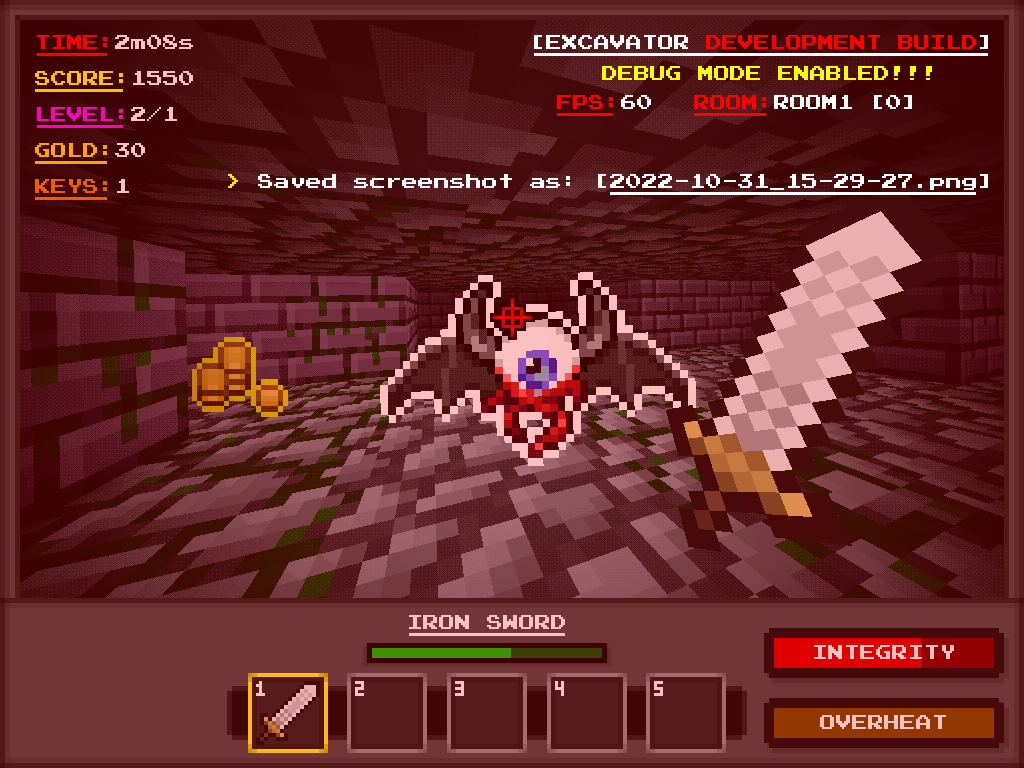 TIME: 2m08s
SCORE: 1550
LEVEL: 2/1
GOLD: 30
KEYS: 1
[EXCAVATOR DEVELOPMENT BUILD]
DEBUG MODE ENABLED!!!
FPS: 60 ROOM: ROOM1 [0]
> Saved screenshot as: [2022-10-31_15-29-27.png]
IRON SWORD
1 2 3 4 5
INTEGRITY
OVERHEAT